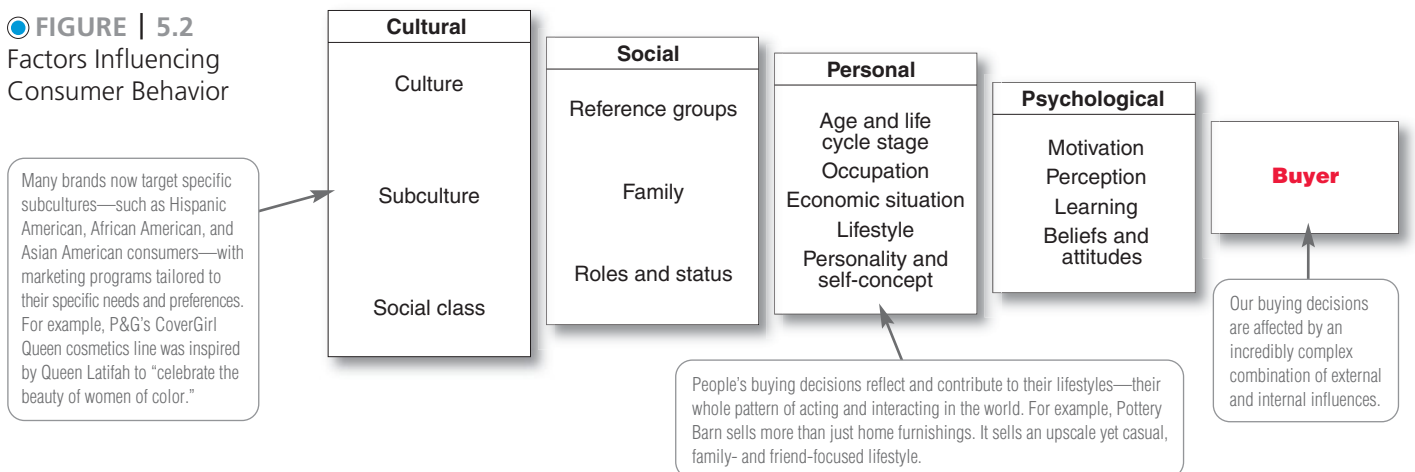 FIGURE | 5.2
Factors Influencing
Consumer Behavior
Many brands now target specific
subcultures—such as Hispanic
American, African American, and
Asian American consumers—with
marketing programs tailored to
their specific needs and preferences.
For example, P&G's CoverGirl
Queen cosmetics line was inspired
by Queen Latifah to “celebrate the
beauty of women of color.”
Cultural
Culture
Subculture
Social class
Social
Reference groups
Family
Roles and status
Personal
Age and life
cycle stage
Occupation
Economic situation
Lifestyle
Personality and
self-concept
People's buying decisions reflect and contribute to their lifestyles—their
whole pattern of acting and interacting in the world. For example, Pottery
Barn sells more than just home furnishings. It sells an upscale yet casual,
family- and friend-focused lifestyle.
Psychological
Motivation
Perception
Learning
Beliefs and
attitudes
Buyer
Our buying decisions
are affected by an
incredibly complex
combination of external
and internal influences.